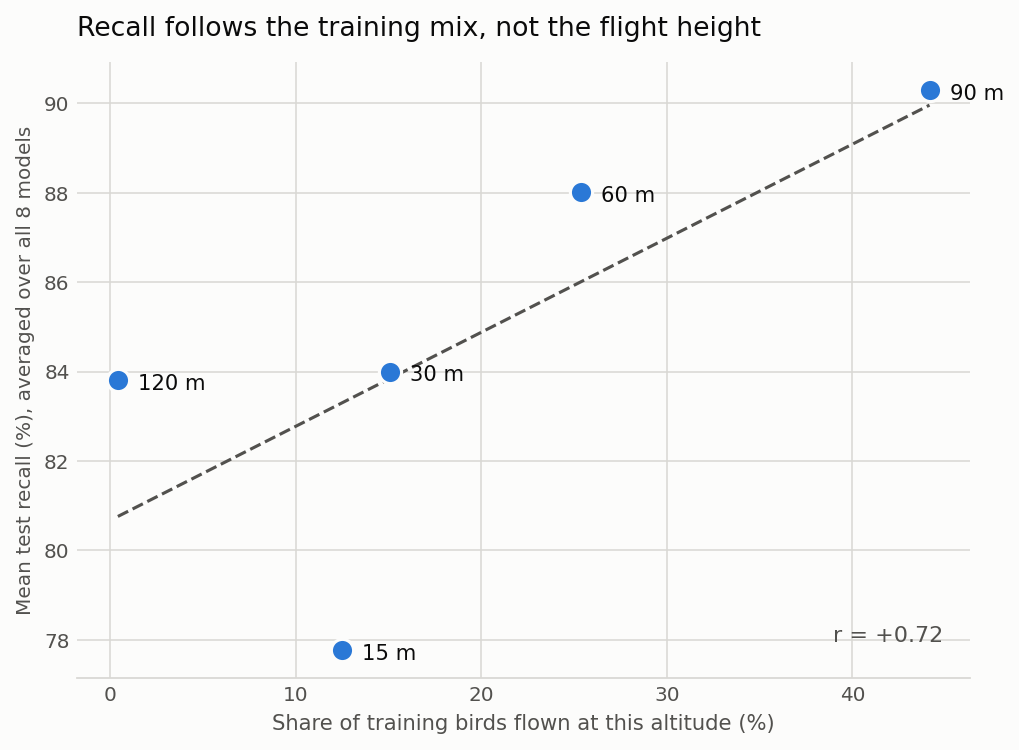 Recall follows the training mix, not the flight height
Mean test recall (%), averaged over all 8 models
90
88
86
84
82
80
78
90 m
60 m
120 m
30 m
15 m
r = +0.72
0
10
20
30
40
Share of training birds flown at this altitude (%)